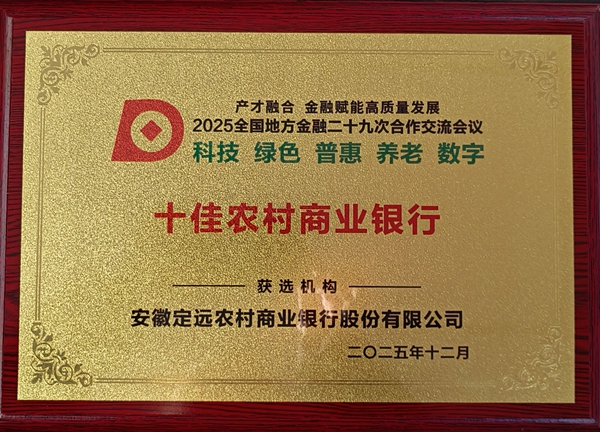 产才融合 金融赋能高质量发展
2025全国地方金融二十九次合作交流会议
科技 绿色 普惠 养老 数字
十佳农村商业银行
获选机构
安徽定远农村商业银行股份有限公司
二〇二五年十二月